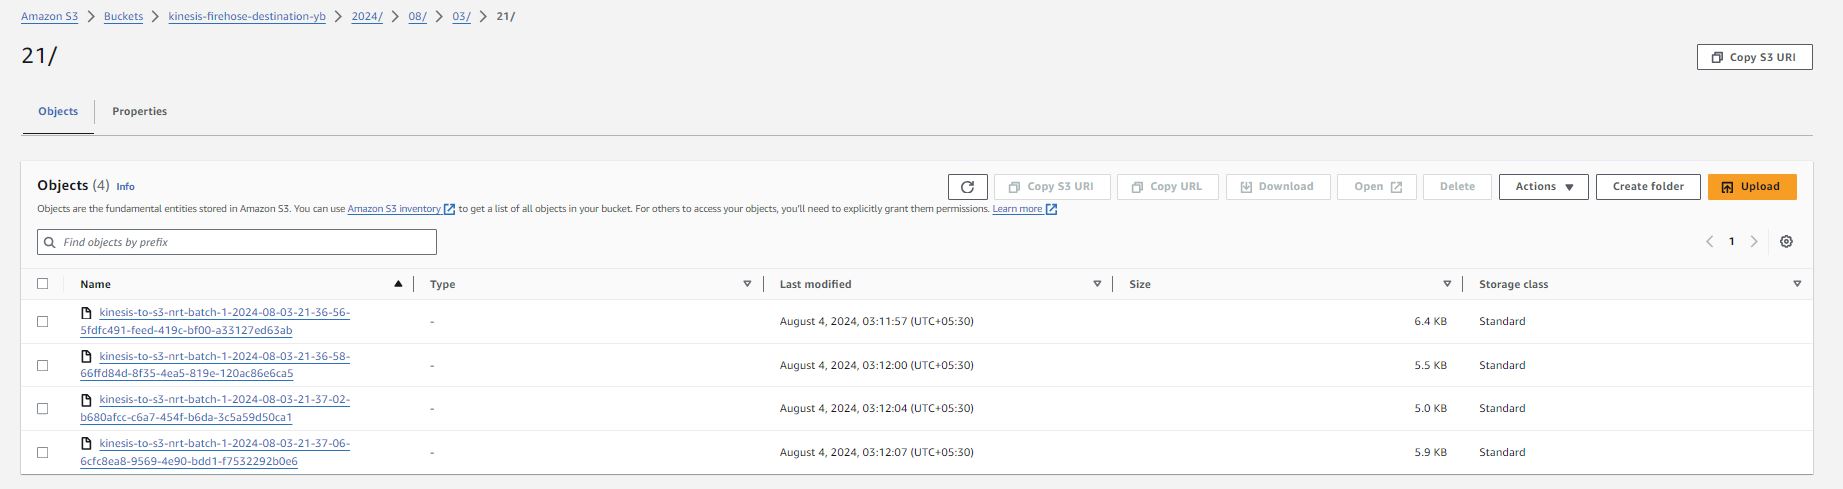 Amazon S3 > Buckets > kinesis-firehose-destination-yb > 2024/ > 08/ > 03/ > 21/
21/
Copy S3 URI
Objects Properties
Objects (4) Info
Copy S3 URI Copy URL Download Open Delete Actions Create folder Upload
Objects are the fundamental entities stored in Amazon S3. You can use Amazon S3 inventory to get a list of all objects in your bucket. For others to access your objects, you'll need to explicitly grant them permissions. Learn more
Find objects by prefix
1
Name Type Last modified Size Storage class
kinesis-to-s3-nrt-batch-1-2024-08-03-21-36-56-
5fdfc491-feed-419c-bf00-a33127ed63ab
- August 4, 2024, 03:11:57 (UTC+05:30) 6.4 KB Standard
kinesis-to-s3-nrt-batch-1-2024-08-03-21-36-58-
66ffd84d-8f35-4ea5-819e-120ac86e6ca5
- August 4, 2024, 03:12:00 (UTC+05:30) 5.5 KB Standard
kinesis-to-s3-nrt-batch-1-2024-08-03-21-37-02-
b680afcc-c6a7-454f-b6da-3c5a59d50ca1
- August 4, 2024, 03:12:04 (UTC+05:30) 5.0 KB Standard
kinesis-to-s3-nrt-batch-1-2024-08-03-21-37-06-
6cfc8ea8-9569-4e90-bdd1-f7532292b0e6
- August 4, 2024, 03:12:07 (UTC+05:30) 5.9 KB Standard